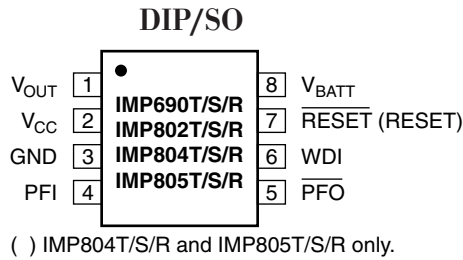 DIP/SO
V_OUT 1 8 V_BATT
IMP690T/S/R
V_CC 2 7 RESET (RESET)
IMP802T/S/R
GND 3 6 WDI
IMP804T/S/R
PFI 4 5 PFO
IMP805T/S/R
( ) IMP804T/S/R and IMP805T/S/R only.